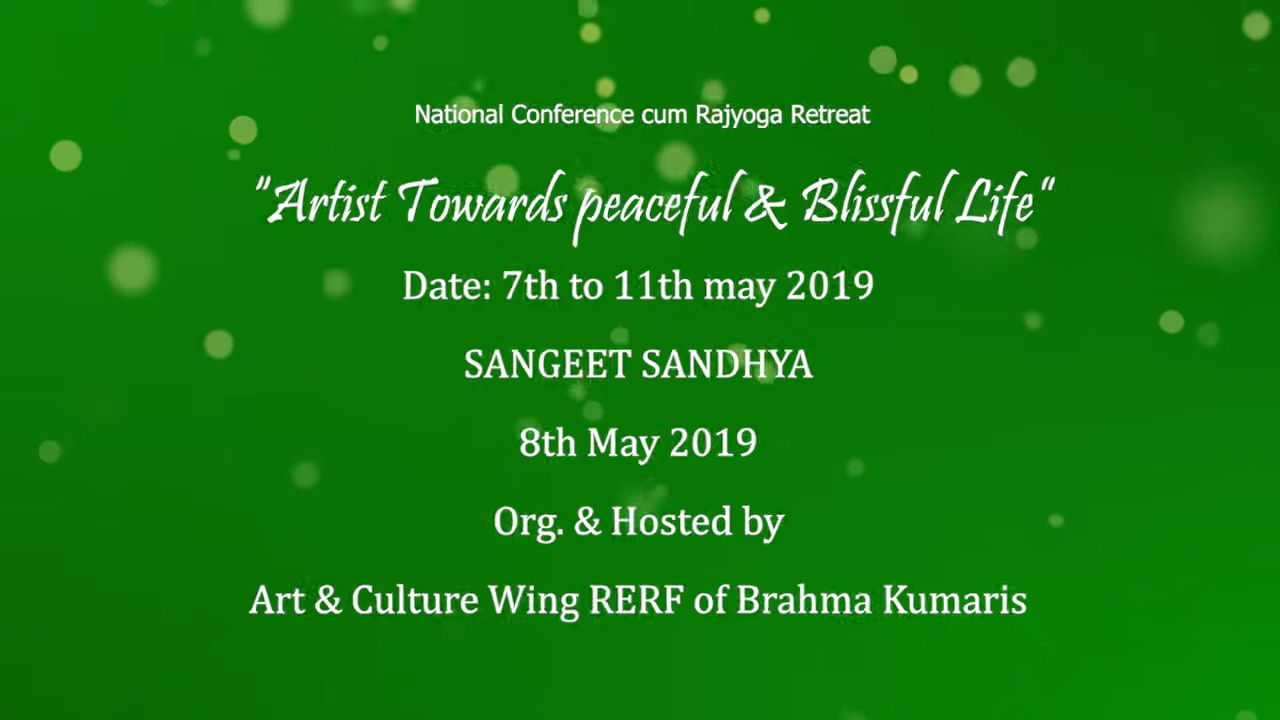 National Conference cum Rajyoga Retreat
"Artist Towards peaceful & Blissful Life"
Date: 7th to 11th may 2019
SANGEET SANDHYA
8th May 2019
Org. & Hosted by
Art & Culture Wing RERF of Brahma Kumaris